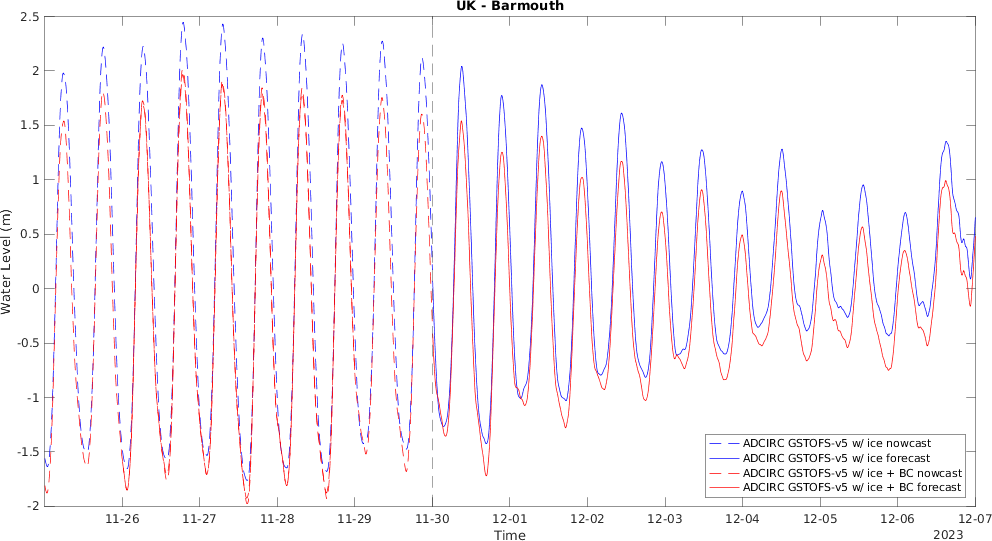 UK - Barmouth
2.5
2
1.5
1
0.5
0
-0.5
-1
-1.5
-2
Water Level (m)
ADCIRC GSTOFS-v5 w/ ice nowcast
ADCIRC GSTOFS-v5 w/ ice forecast
ADCIRC GSTOFS-v5 w/ ice + BC nowcast
ADCIRC GSTOFS-v5 w/ ice + BC forecast
11-26 11-27 11-28 11-29 11-30 12-01 12-02 12-03 12-04 12-05 12-06 12-07
Time
2023